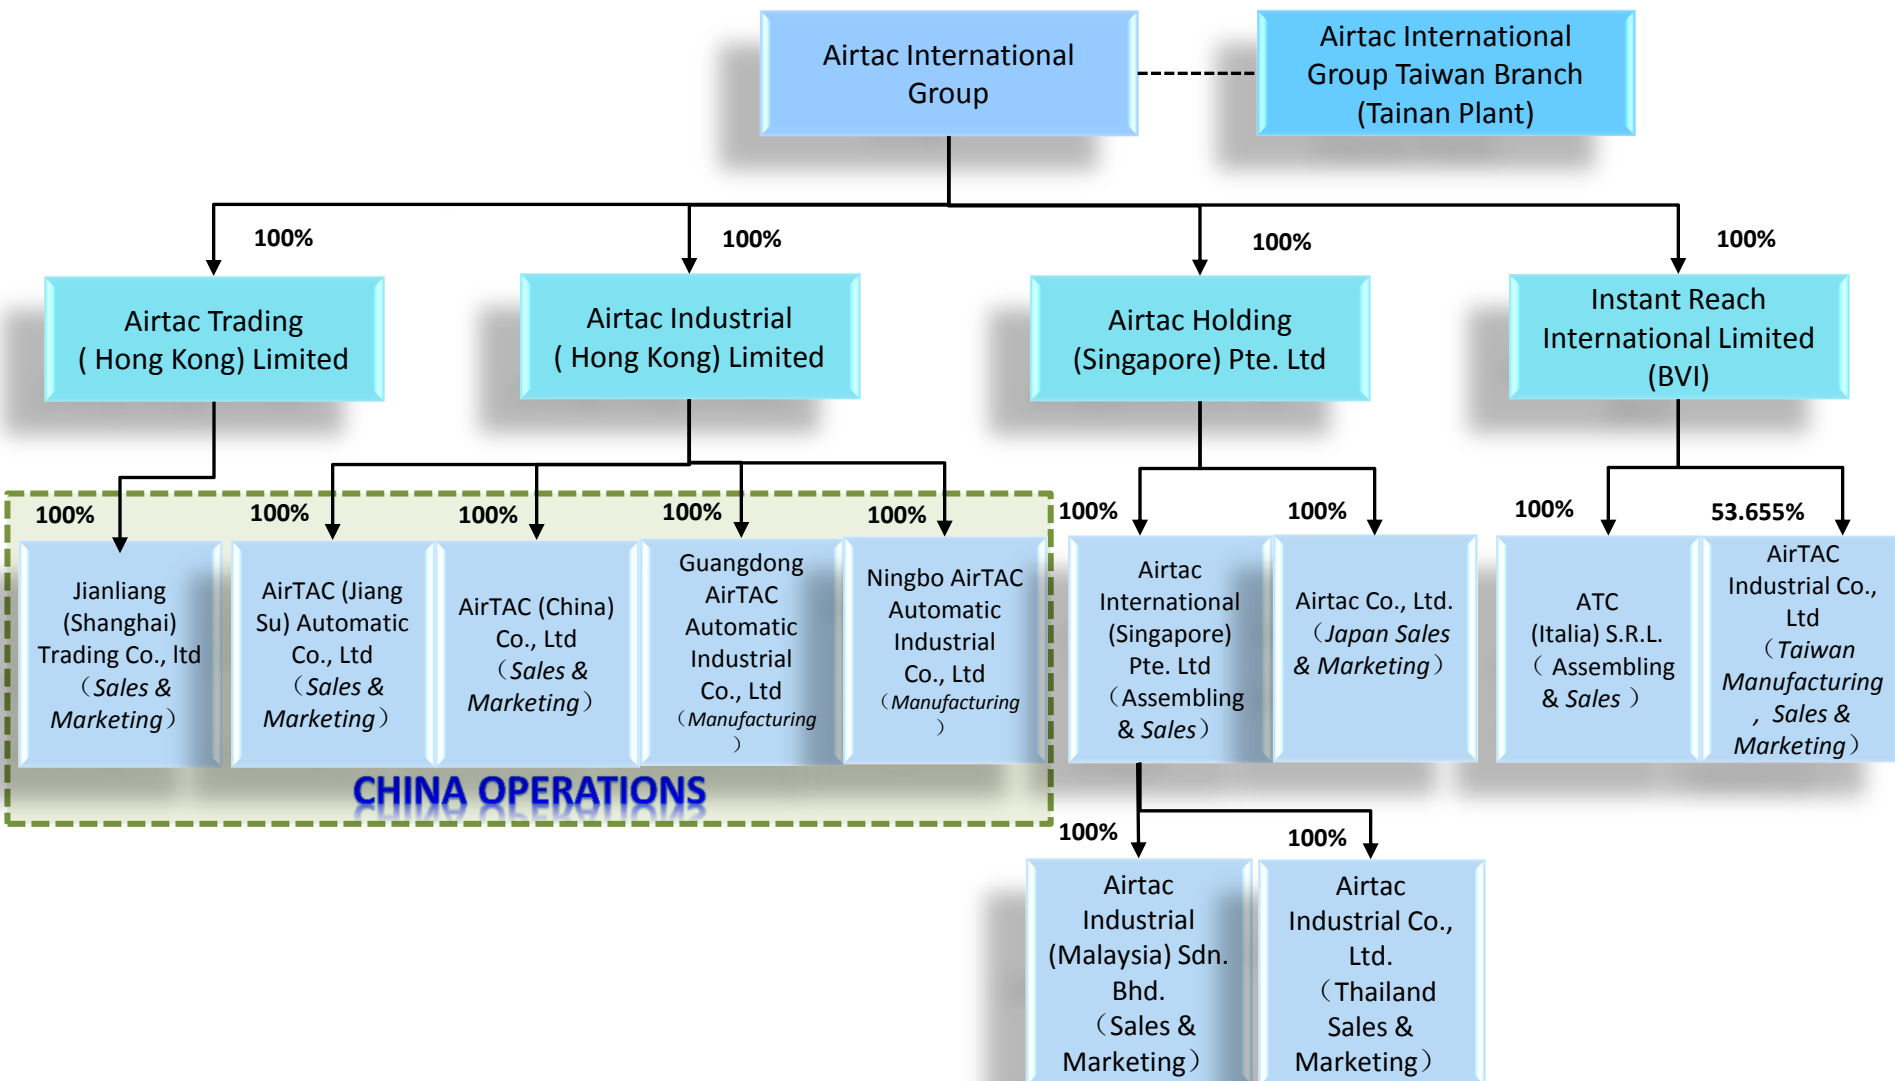 Airtac International
Group
Airtac International
Group Taiwan Branch
(Tainan Plant)
100%
100%
100%
100%
Airtac Trading
( Hong Kong) Limited
Airtac Industrial
( Hong Kong) Limited
Airtac Holding
(Singapore) Pte. Ltd
Instant Reach
International Limited
(BVI)
100%
100%
100%
100%
100%
100%
100%
100%
53.655%
Jianliang
(Shanghai)
Trading Co., ltd
（Sales &
Marketing）
AirTAC (Jiang
Su) Automatic
Co., Ltd
（Sales &
Marketing）
AirTAC (China)
Co., Ltd
（Sales &
Marketing）
Guangdong
AirTAC
Automatic
Industrial
Co., Ltd
（Manufacturing
）
Ningbo AirTAC
Automatic
Industrial
Co., Ltd
（Manufacturing
）
Airtac
International
(Singapore)
Pte. Ltd
（Assembling
& Sales）
Airtac Co., Ltd.
（Japan Sales
& Marketing）
ATC
(Italia) S.R.L.
（ Assembling
& Sales ）
AirTAC
Industrial Co.,
Ltd
（Taiwan
Manufacturing
, Sales &
Marketing）
CHINA OPERATIONS
100%
100%
Airtac
Industrial
(Malaysia) Sdn.
Bhd.
（Sales &
Marketing）
Airtac
Industrial Co.,
Ltd.
（Thailand
Sales &
Marketing）